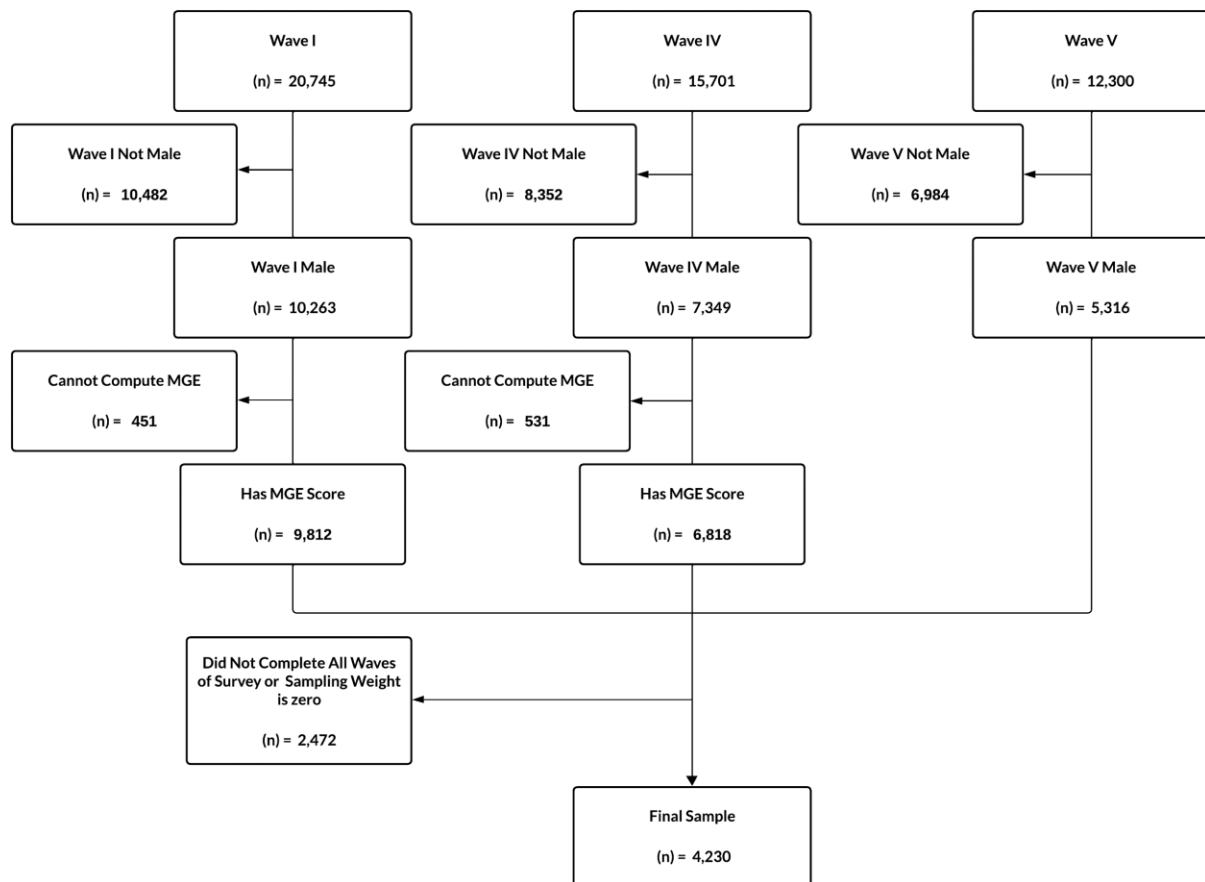 Wave I
(n) = 20,745
Wave IV
(n) = 15,701
Wave V
(n) = 12,300
Wave I Not Male
(n) = 10,482
Wave IV Not Male
(n) = 8,352
Wave V Not Male
(n) = 6,984
Wave I Male
(n) = 10,263
Wave IV Male
(n) = 7,349
Wave V Male
(n) = 5,316
Cannot Compute MGE
(n) = 451
Cannot Compute MGE
(n) = 531
Has MGE Score
(n) = 9,812
Has MGE Score
(n) = 6,818
Did Not Complete All Waves
of Survey or Sampling Weight
is zero
(n) = 2,472
Final Sample
(n) = 4,230